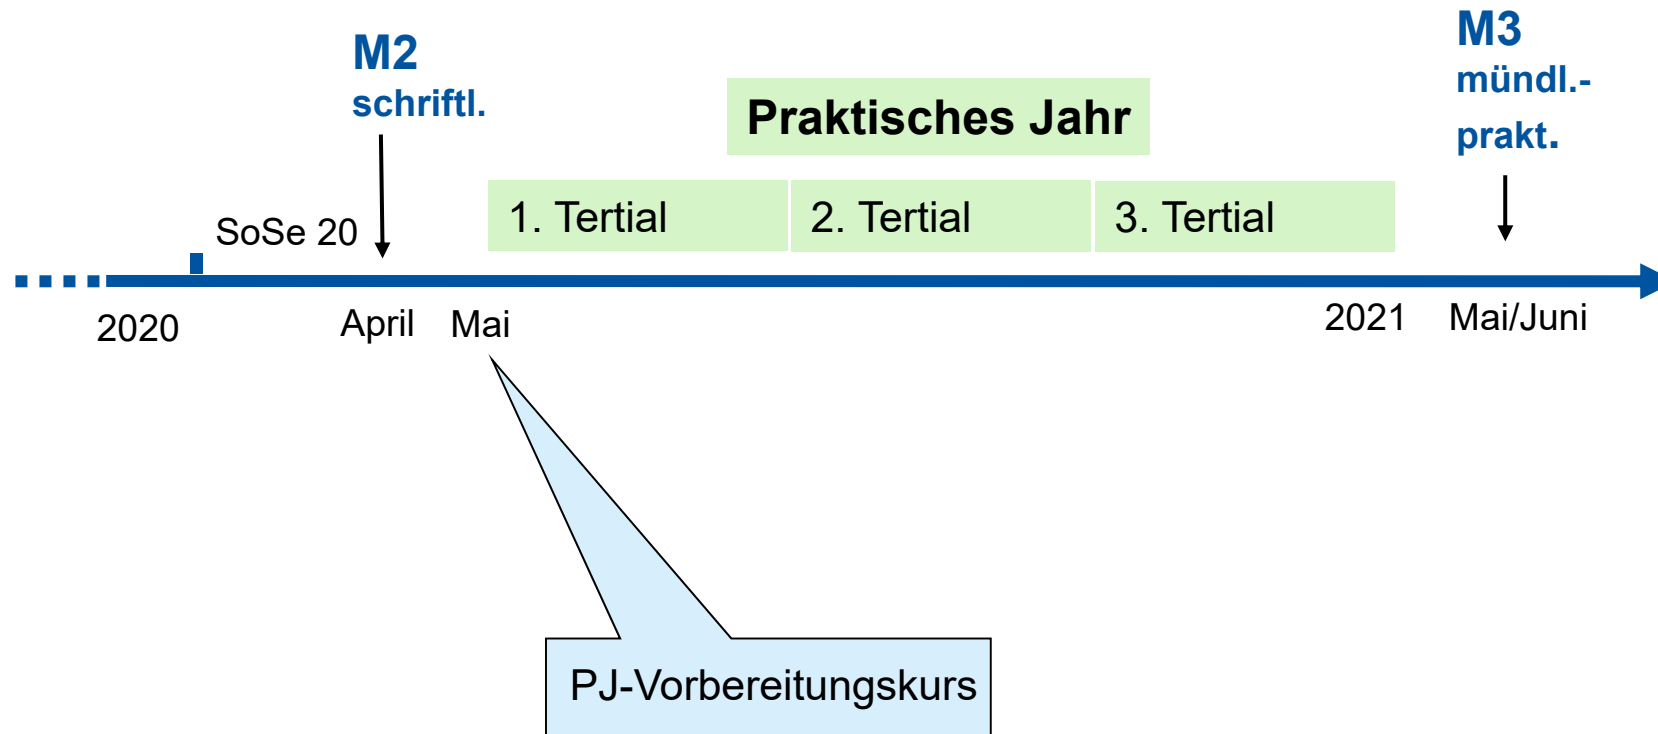 M2
schriftl.
M3
mündl.-
prakt.
Praktisches Jahr
SoSe 20
1. Tertial
2. Tertial
3. Tertial
2020
April
Mai
2021
Mai/Juni
PJ-Vorbereitungskurs